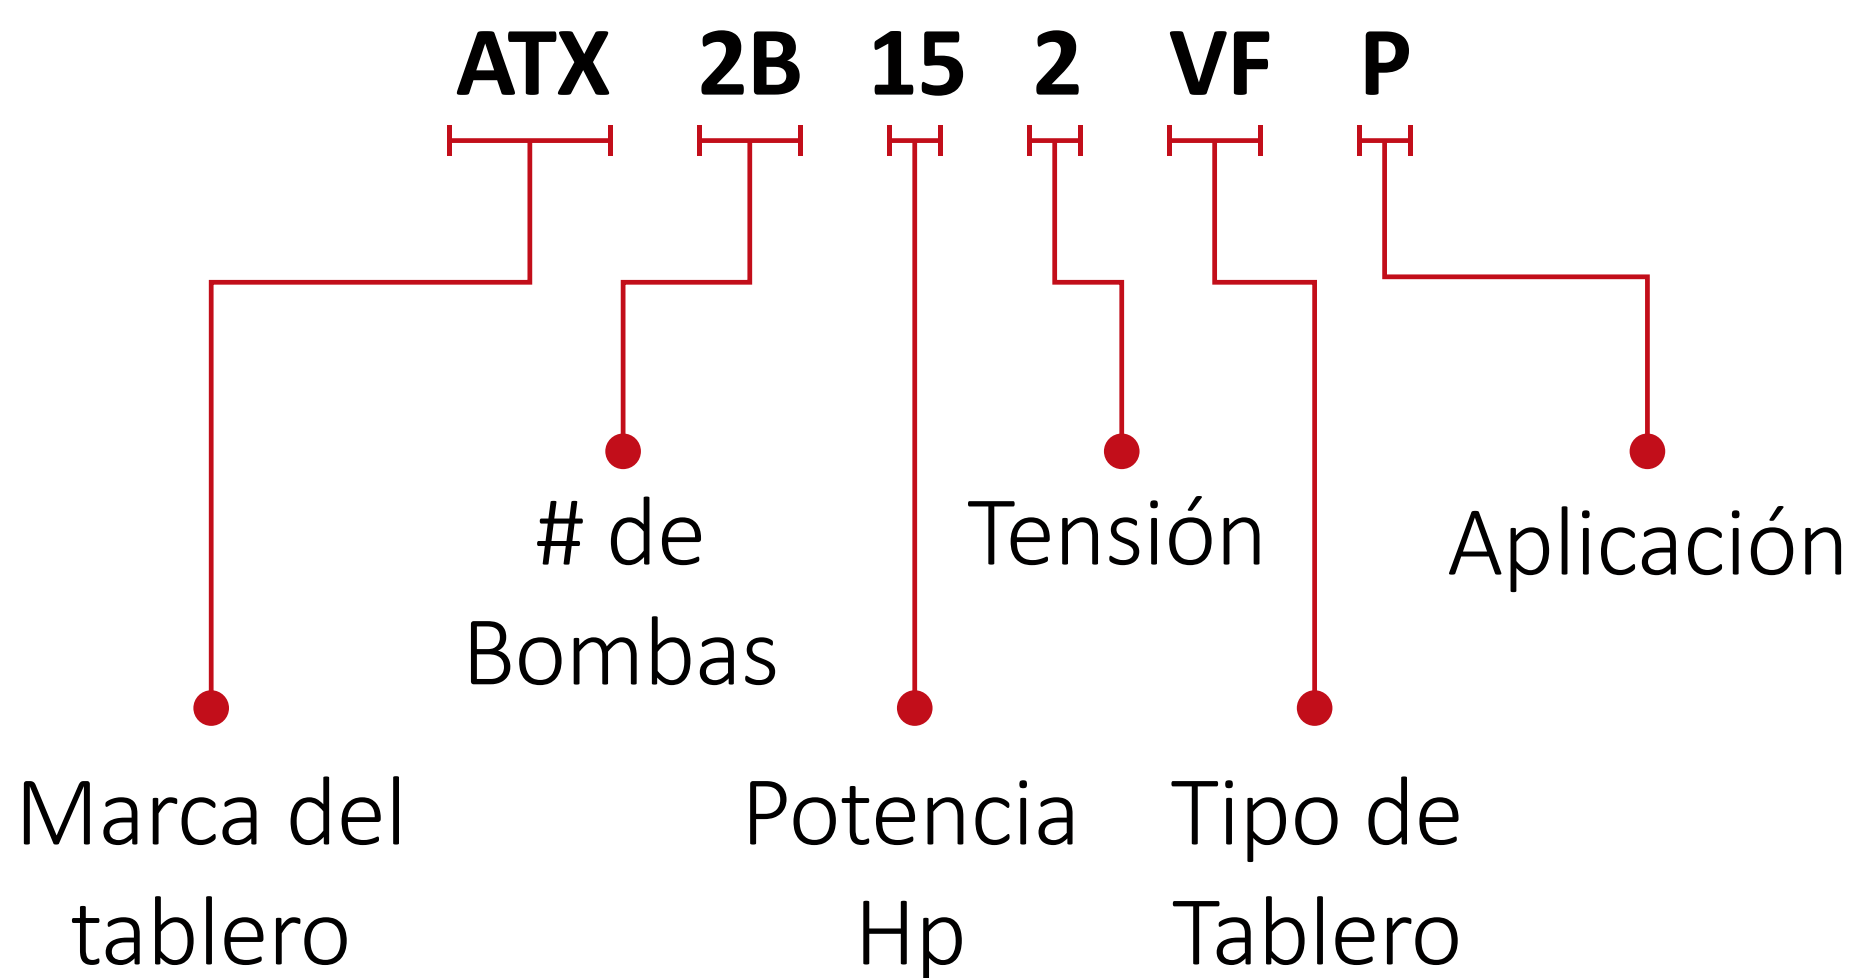 ATX 2B 15 2 VF P
# de
Bombas
Tensión
Aplicación
Marca del
tablero
Potencia
Hp
Tipo de
Tablero